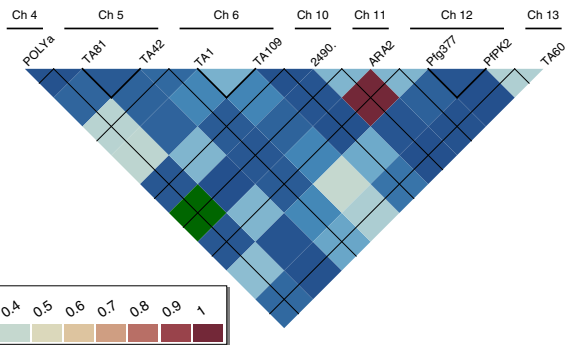 Ch 4 Ch 5 Ch 6 Ch 10 Ch 11 Ch 12 Ch 13
POLYa TA81 TA42 TA1 TA109 2490. ARA2 Pfg377 PfPK2 TA60
0.4 0.5 0.6 0.7 0.8 0.9 1